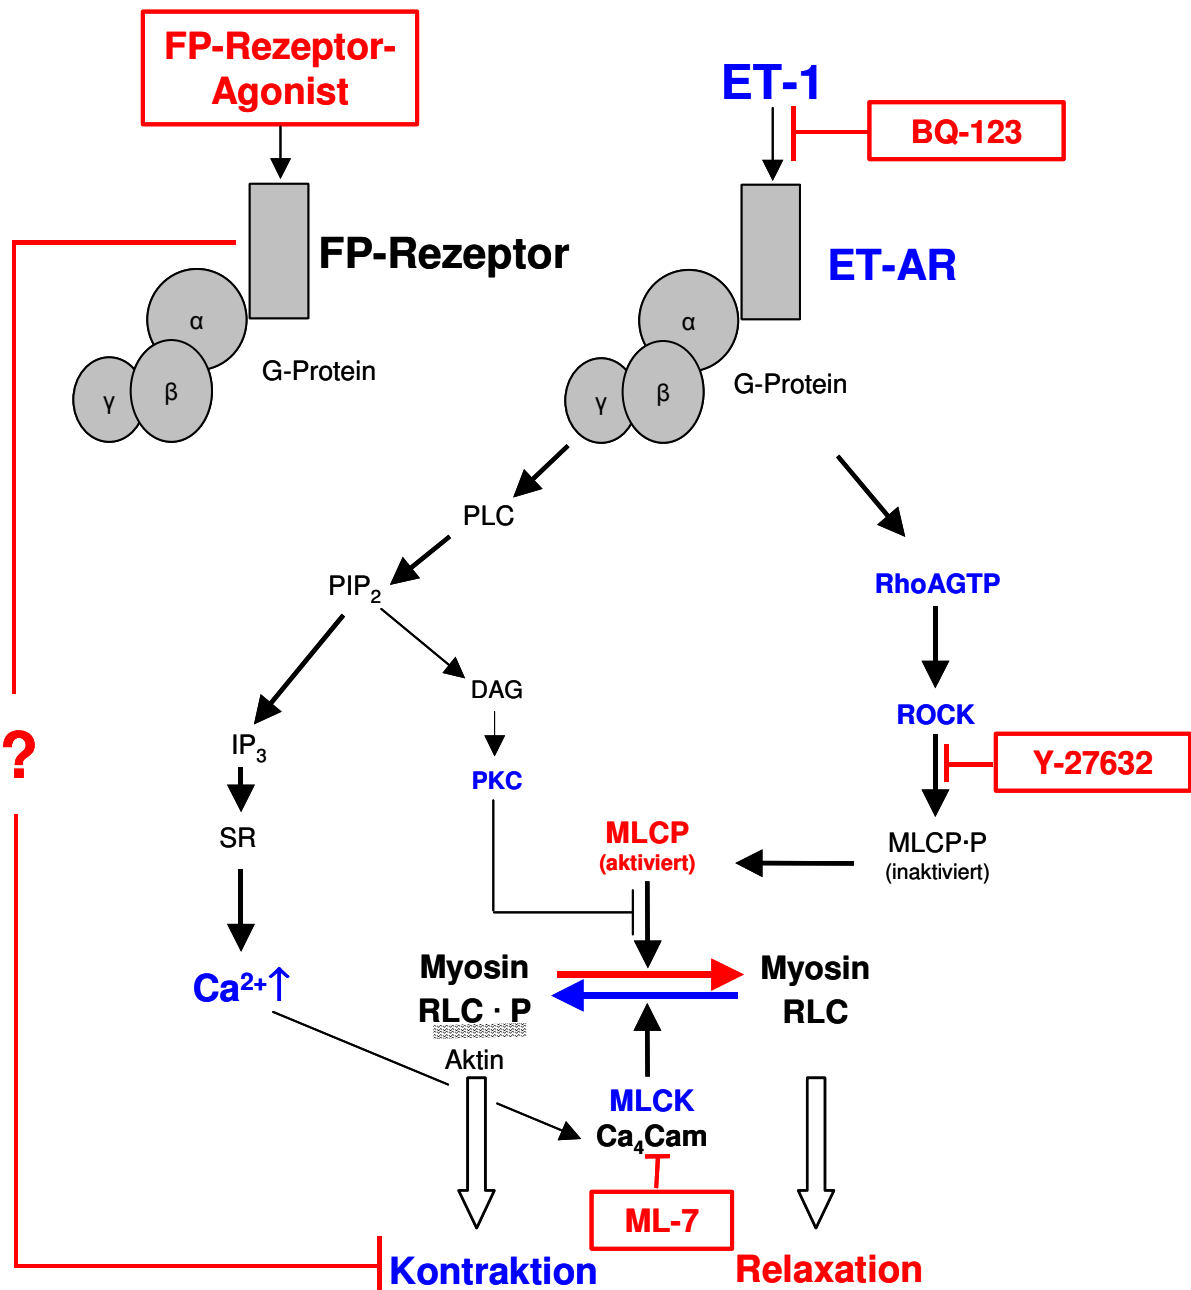 FP-Rezeptor-
Agonist
ET-1
BQ-123
FP-Rezeptor
ET-AR
α
β
γ
G-Protein
α
β
γ
G-Protein
PLC
PIP₂
RhoAGTP
DAG
IP₃
ROCK
?
PKC
Y-27632
SR
MLCP
(aktiviert)
MLCP·P
(inaktiviert)
Ca²⁺↑
Myosin
RLC · P
Myosin
RLC
Aktin
MLCK
Ca₄Cam
ML-7
Kontraktion
Relaxation